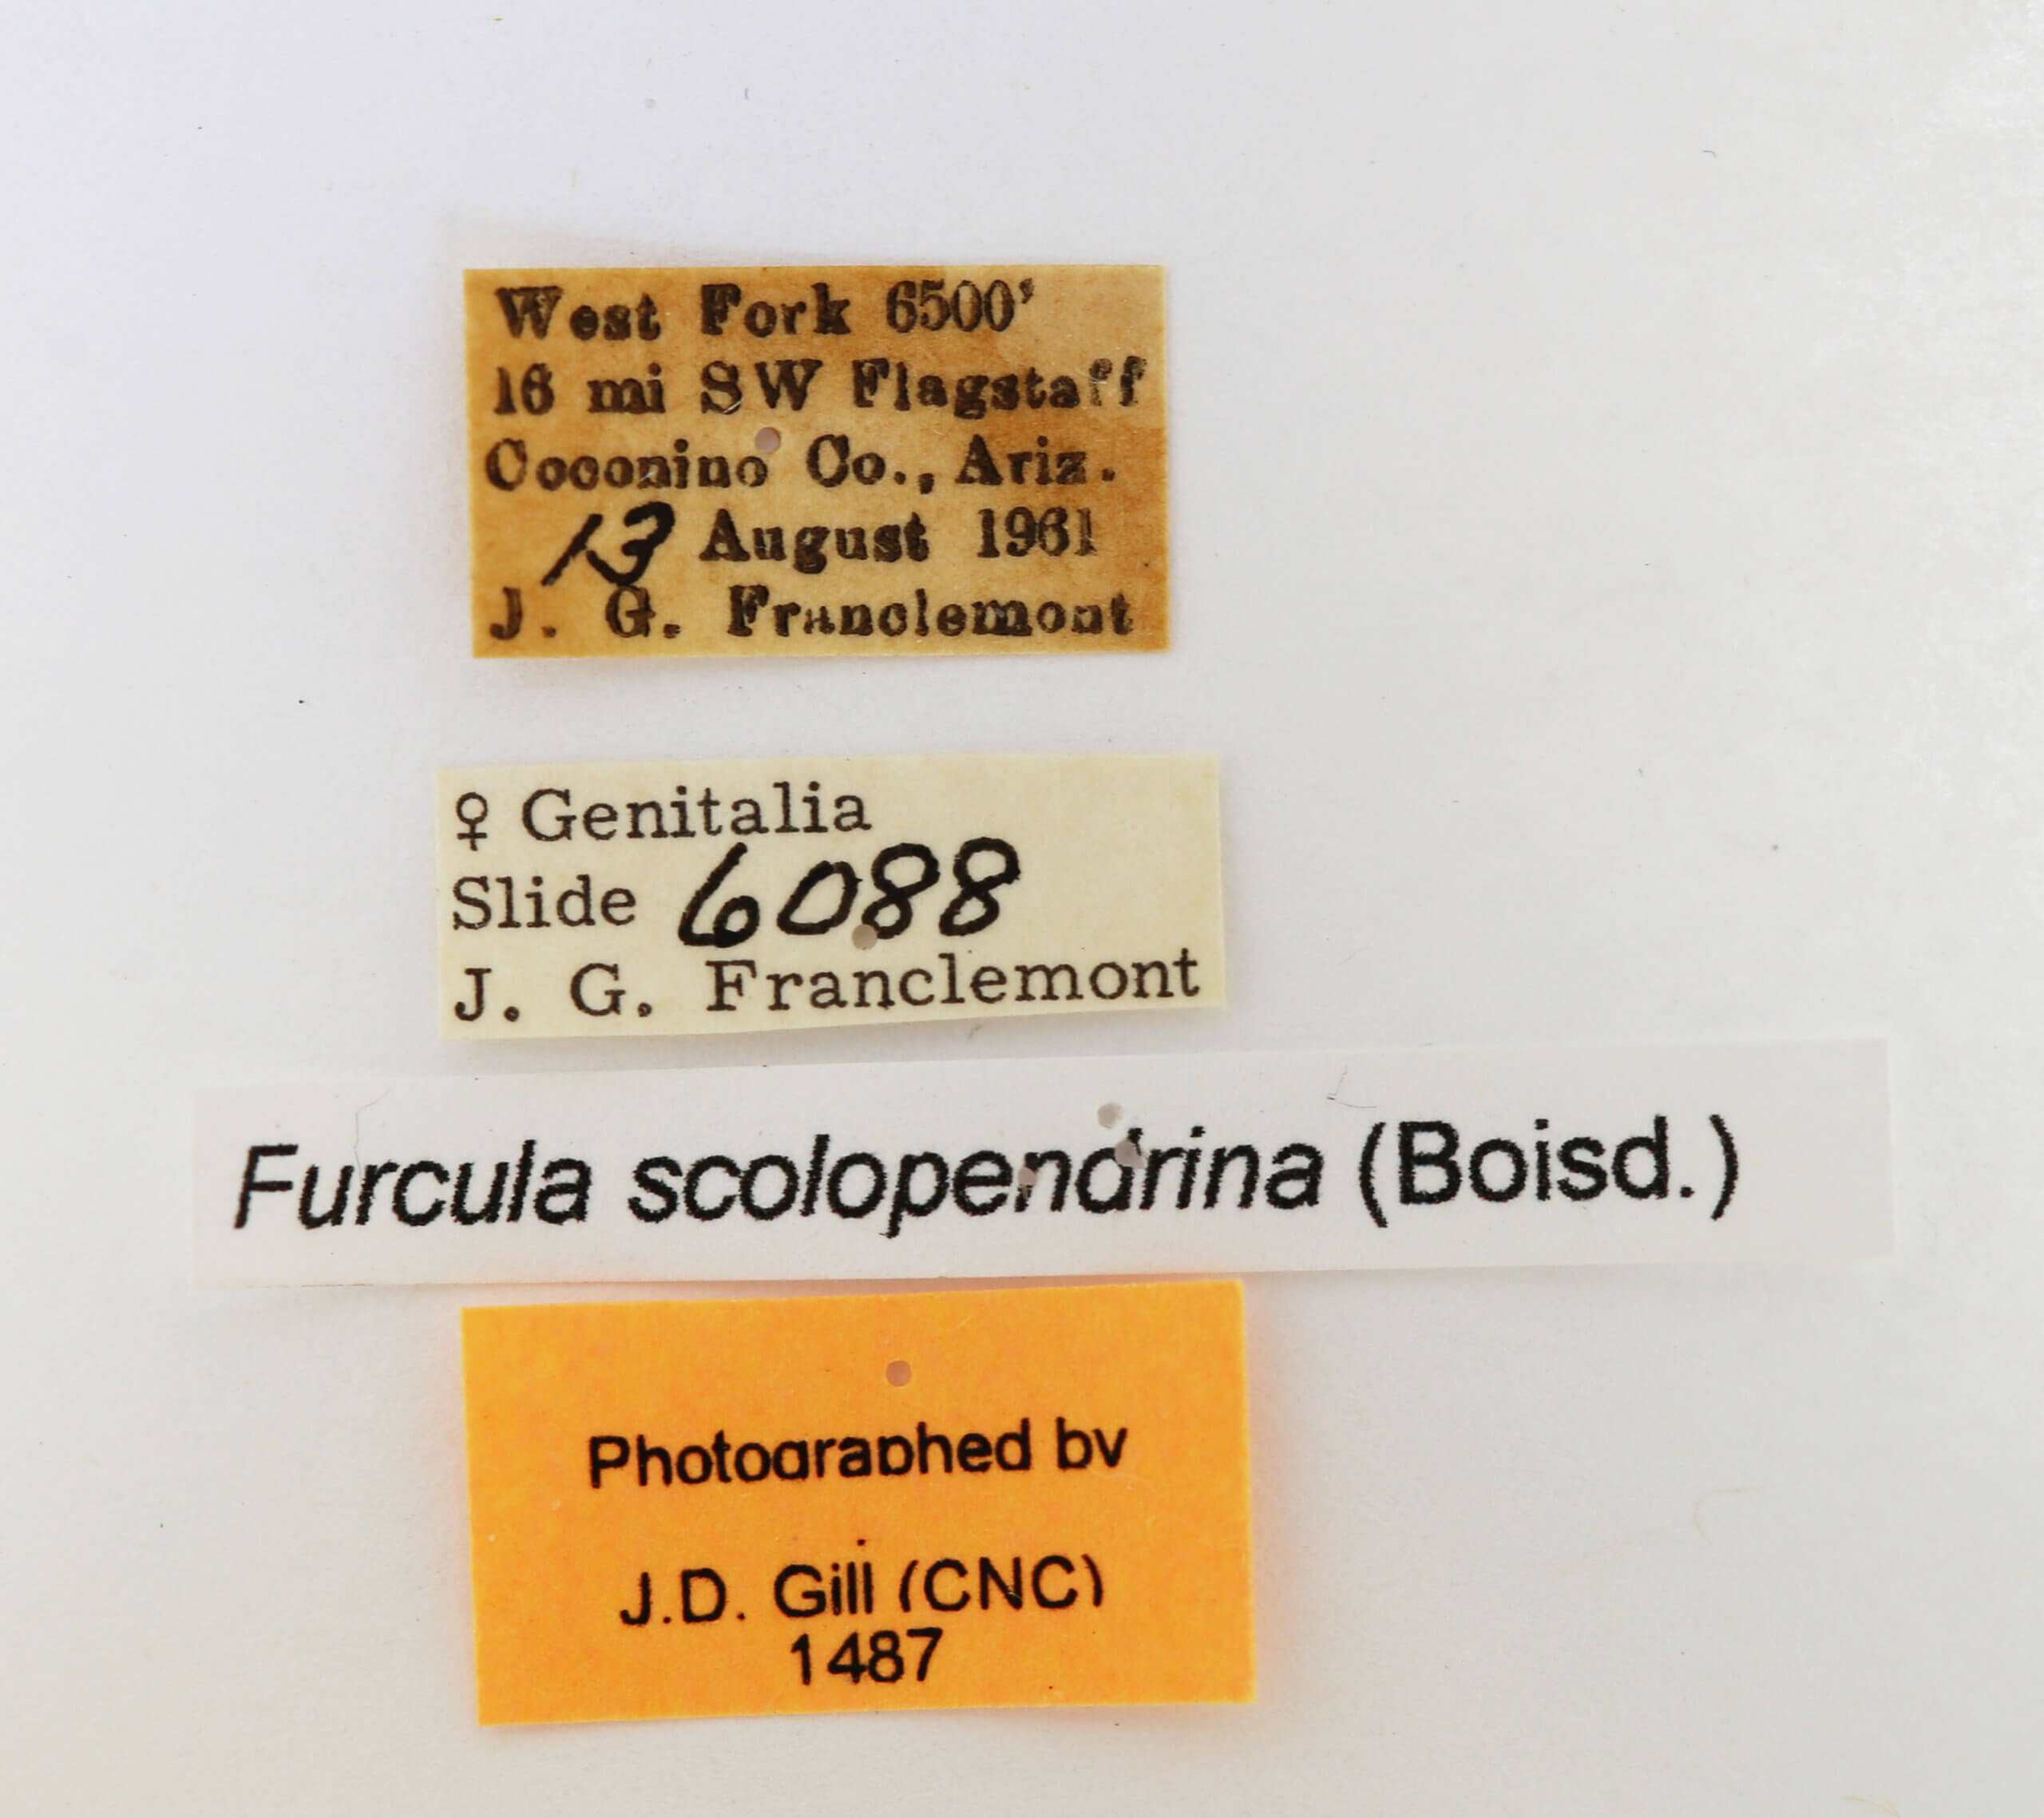 West Fork 6500'
16 mi SW Flagstaff
Coconino Co., Ariz.
13 August 1961
J. G. Franclemont
♀ Genitalia
Slide 6088
J. G. Franclemont
Furcula scolopendrina (Boisd.)
Photographed by
J.D. Gill (CNC)
1487